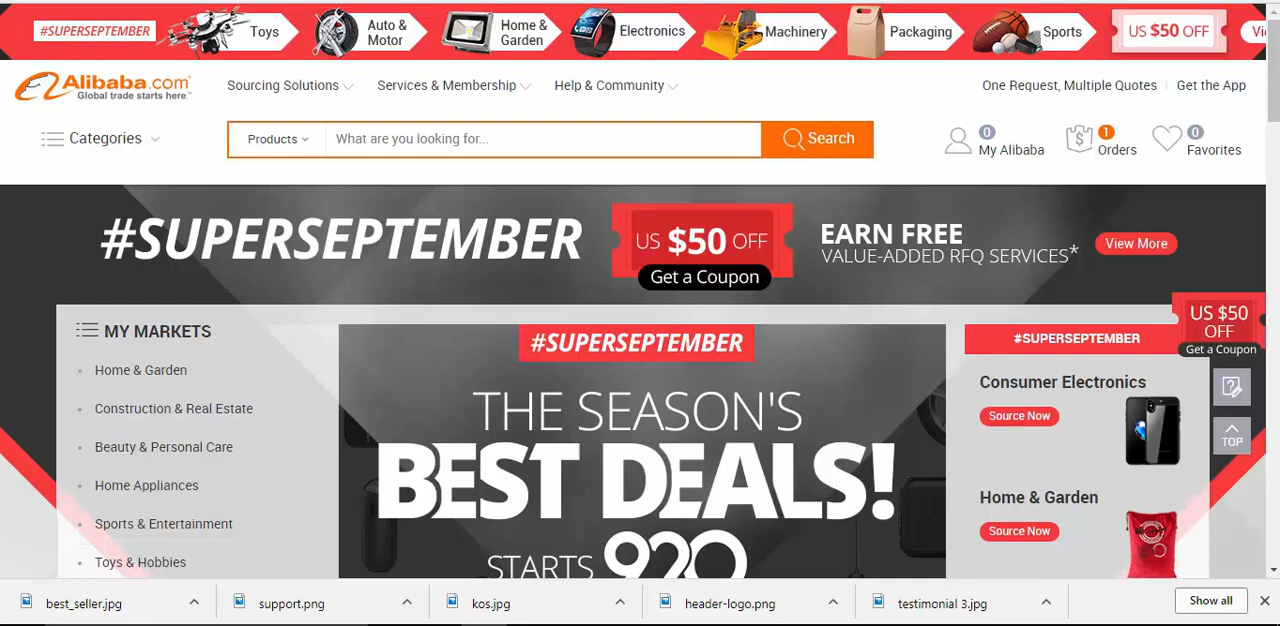 #SUPERSEPTEMBER
Toys
Auto &
Motor
Home &
Garden
Electronics
Machinery
Packaging
Sports
US $50 OFF
Alibaba.com
Global trade starts here.™
Sourcing Solutions
Services & Membership
Help & Community
One Request, Multiple Quotes
Get the App
Categories
Products
What are you looking for...
Search
0
My Alibaba
1
Orders
0
Favorites
#SUPERSEPTEMBER
US $50 OFF
Get a Coupon
EARN FREE
VALUE-ADDED RFQ SERVICES*
View More
MY MARKETS
Home & Garden
Construction & Real Estate
Beauty & Personal Care
Home Appliances
Sports & Entertainment
Toys & Hobbies
#SUPERSEPTEMBER
THE SEASON'S
BEST DEALS!
STARTS 920
#SUPERSEPTEMBER
Consumer Electronics
Source Now
Home & Garden
Source Now
US $50
OFF
Get a Coupon
TOP
best_seller.jpg
support.png
kos.jpg
header-logo.png
testimonial 3.jpg
Show all